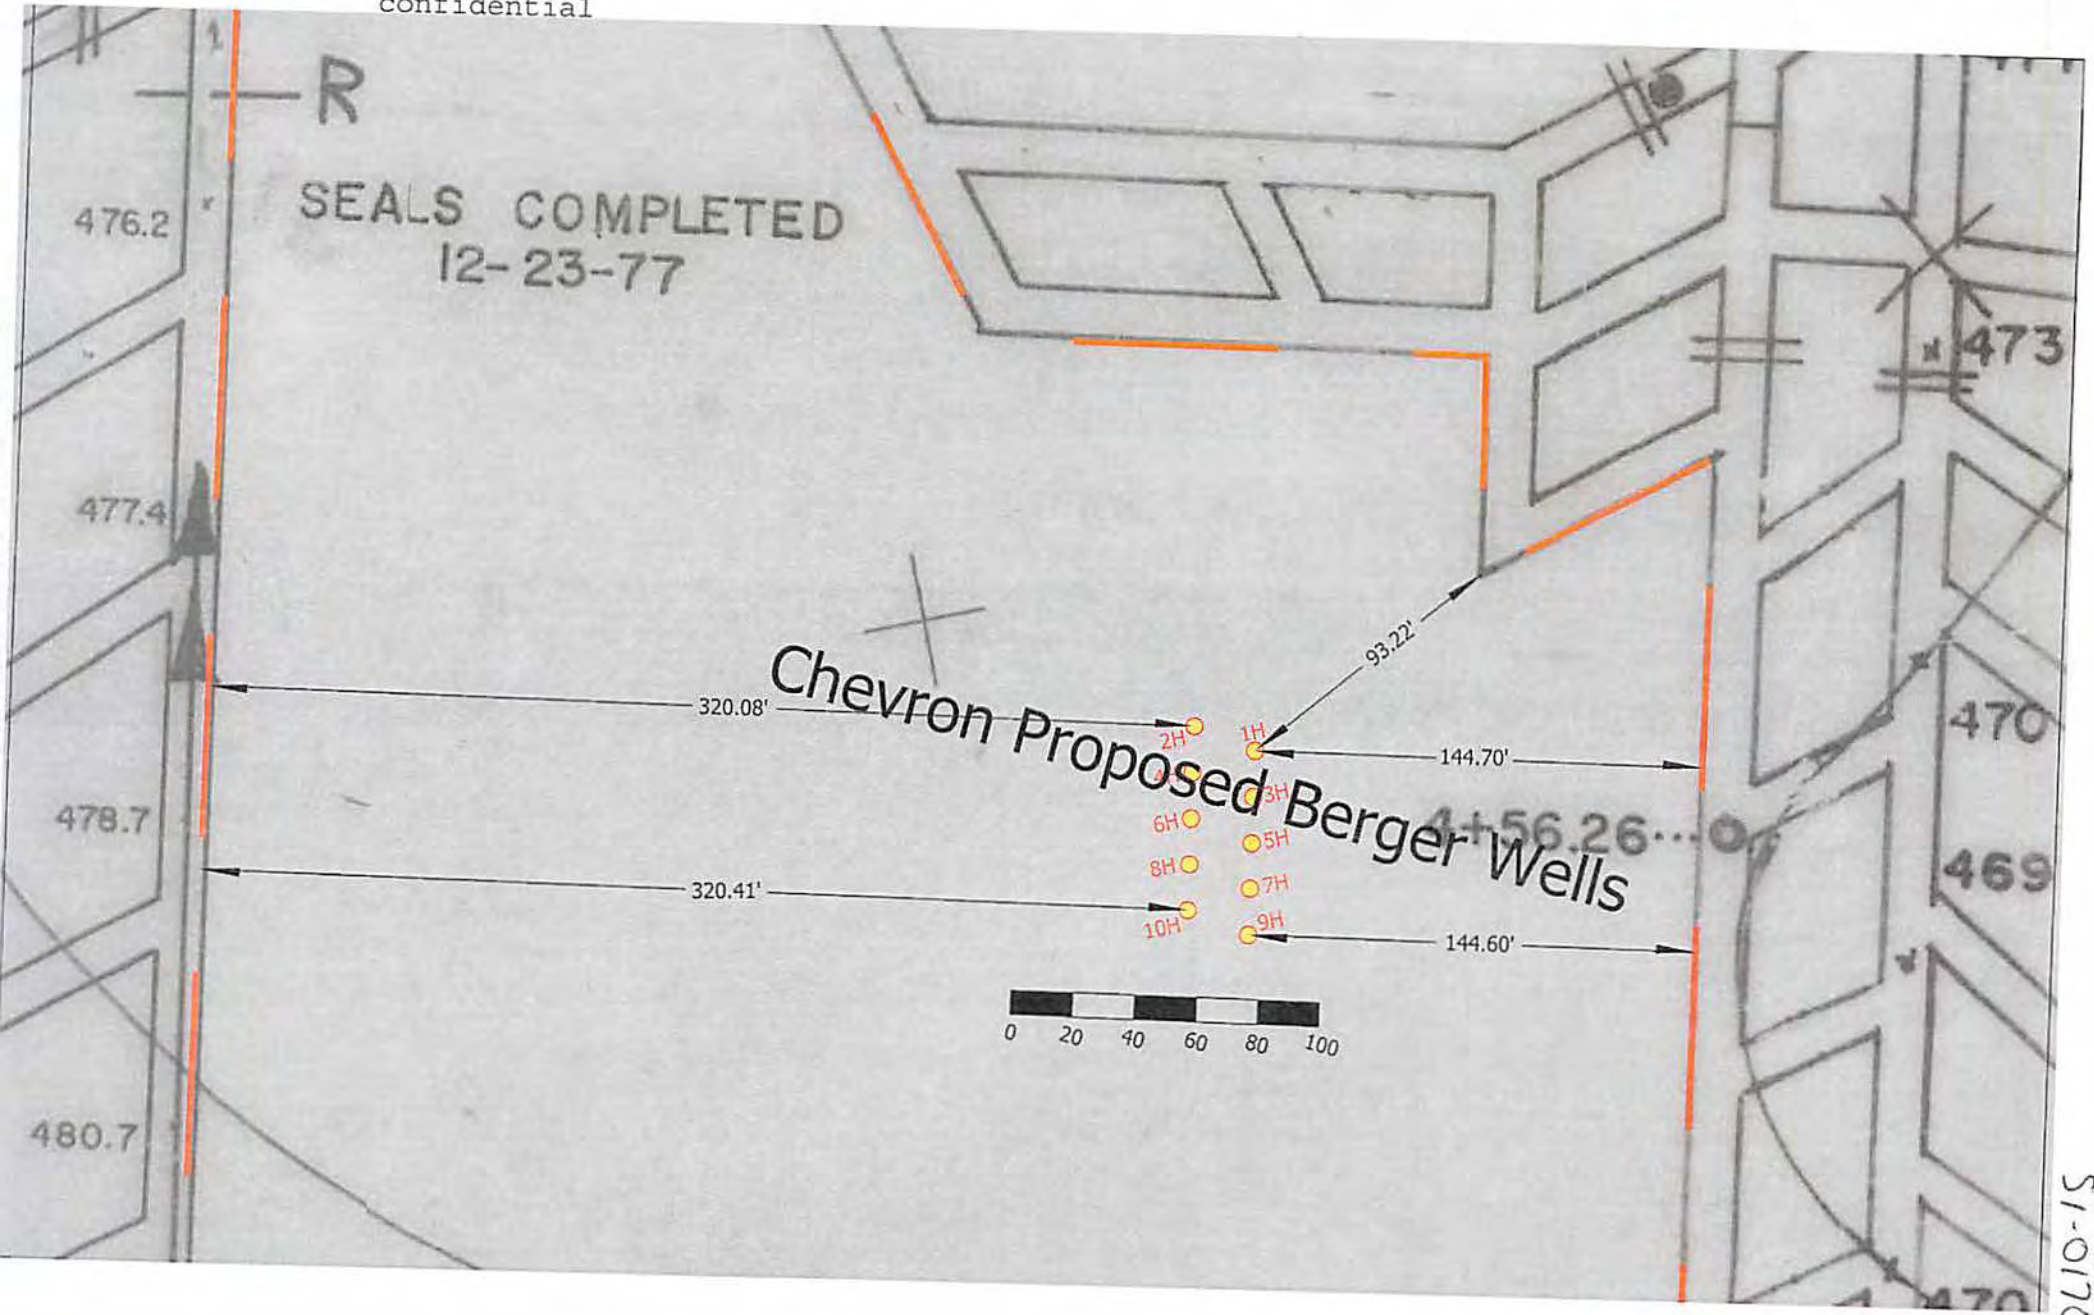 confidential
R
SEALS COMPLETED
12-23-77
476.2
473
477.4
93.22'
Chevron Proposed Berger Wells
320.08'
2H
1H
144.70'
470
3H
478.7
6H
5H
4+56.26
8H
7H
469
320.41'
10H
9H
144.60'
0 20 40 60 80 100
480.7
470